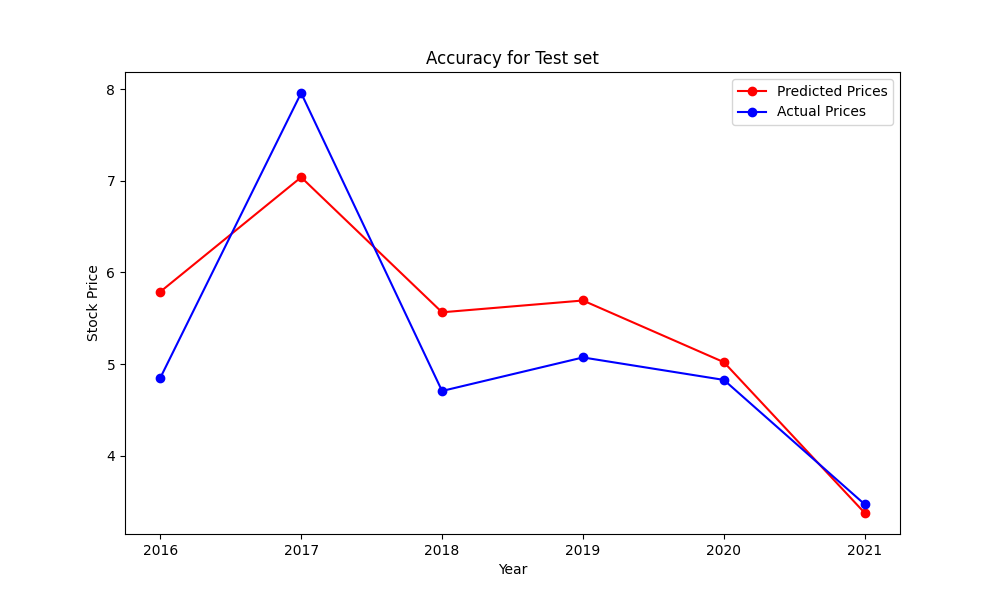 Accuracy for Test set
Predicted Prices
Actual Prices
8
7
6
5
4
Stock Price
2016 2017 2018 2019 2020 2021
Year